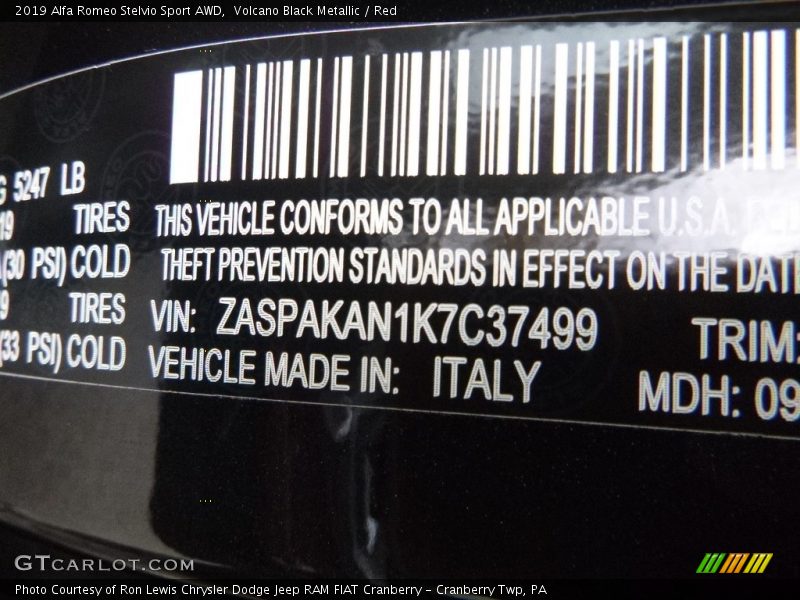 2019 Alfa Romeo Stelvio Sport AWD,  Volcano Black Metallic / Red
G 5247 LB
19 TIRES
(30 PSI) COLD
9 TIRES
(33 PSI) COLD
THIS VEHICLE CONFORMS TO ALL APPLICABLE U.S.A.
THEFT PREVENTION STANDARDS IN EFFECT ON THE DATE
VIN: ZASPAKAN1K7C37499 TRIM:
VEHICLE MADE IN: ITALY MDH: 09
GTCARLOT.COM
Photo Courtesy of Ron Lewis Chrysler Dodge Jeep RAM FIAT Cranberry – Cranberry Twp, PA